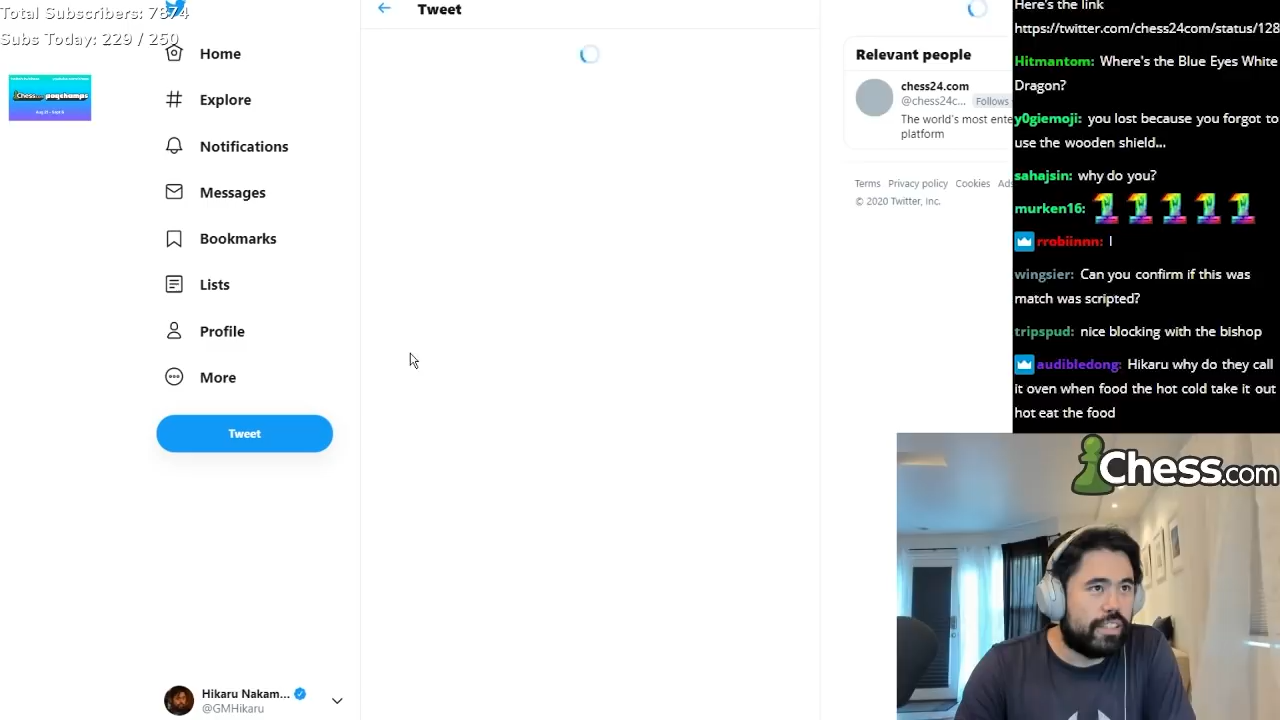 Total Subscribers: 7874
Subs Today: 229 / 250
Home
Explore
Notifications
Messages
Bookmarks
Lists
Profile
More
Tweet
Hikaru Nakam...
@GMHikaru
Tweet
Relevant people
chess24.com
@chess24c...
Follows
The world's most ente
platform
Terms Privacy policy Cookies Ads
© 2020 Twitter, Inc.
Here's the link
https://twitter.com/chess24com/status/128
Hitmantom: Where's the Blue Eyes White
Dragon?
y0giemoji: you lost because you forgot to
use the wooden shield...
sahajsin: why do you?
murken16:
rrobiinnn: I
wingsier: Can you confirm if this was
match was scripted?
tripspud: nice blocking with the bishop
audibledong: Hikaru why do they call
it oven when food the hot cold take it out
hot eat the food
Chess.com